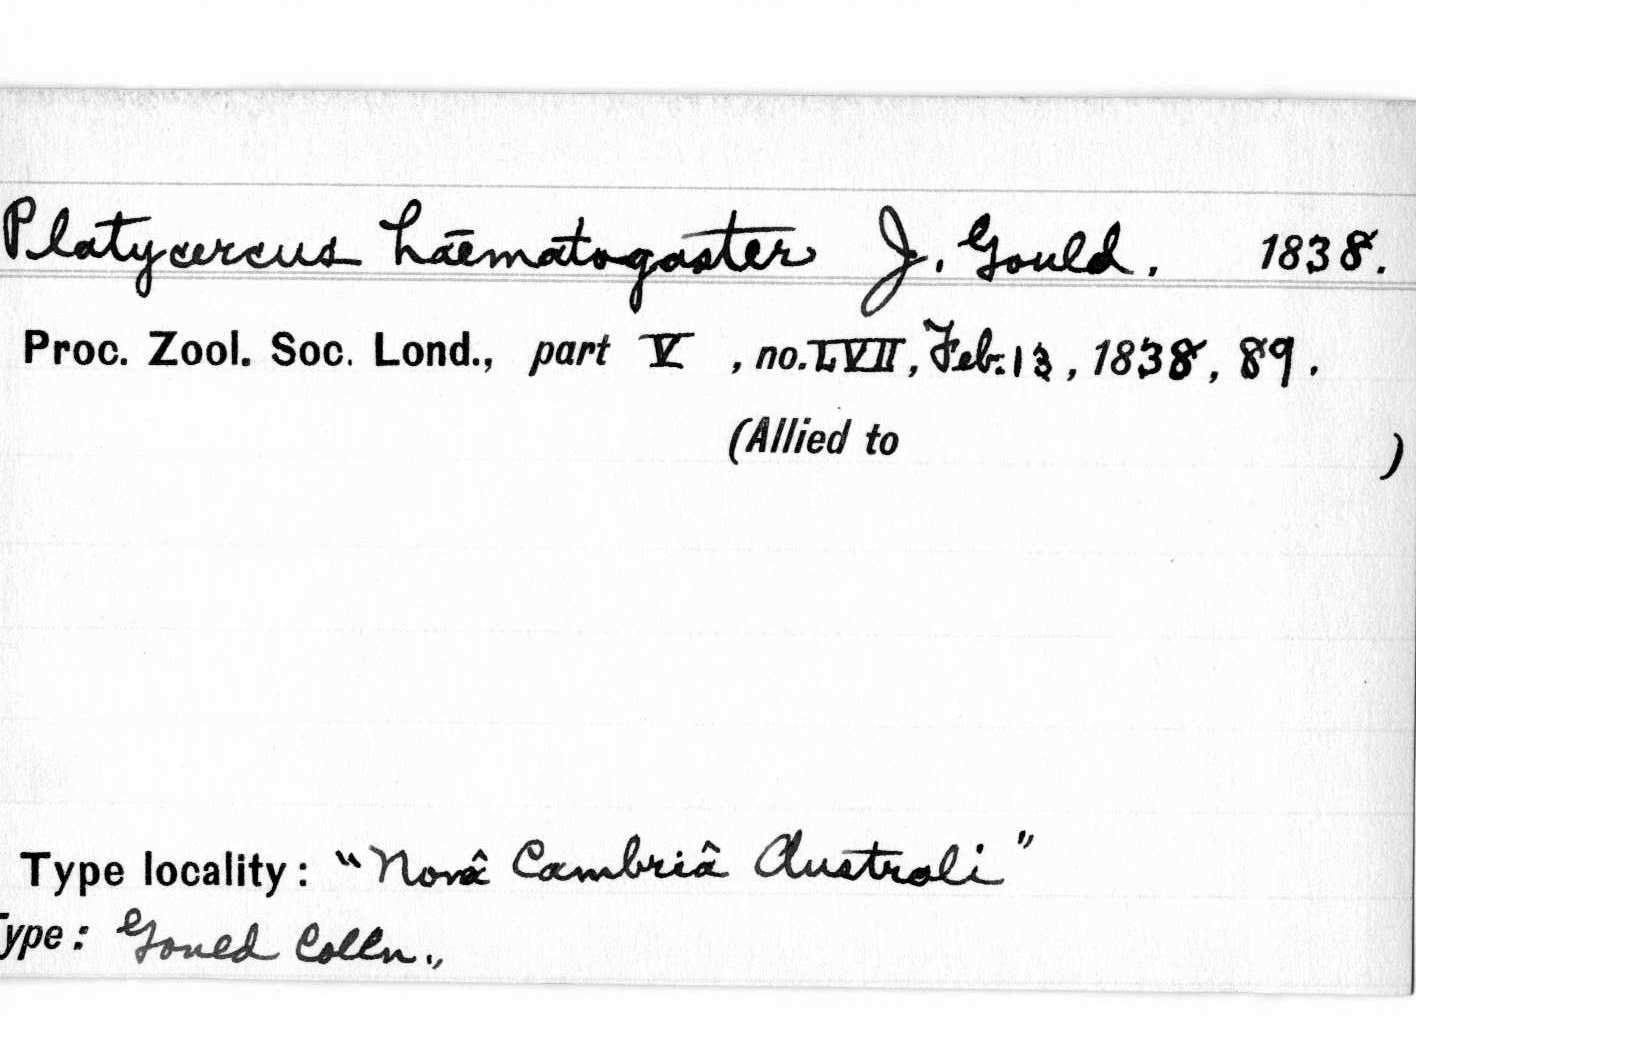 Platycercus haematogaster J. Gould. 1838.
Proc. Zool. Soc. Lond., part V , no. LVII, Feb. 13, 1838, 89.
(Allied to )
Type locality: "Novâ Cambriâ Australi"
Type: Gould Colln.,